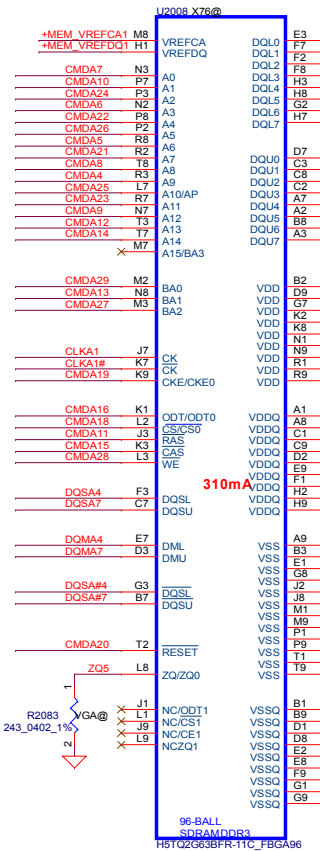 U2008 X76@
+MEM_VREFCA1 M8 VREFCA DQL0 E3
+MEM_VREFDQ1 H1 VREFDQ DQL1 F7
DQL2 F2
CMDA7 N3 A0 DQL3 F8
CMDA10 P7 A1 DQL4 H3
CMDA24 P3 A2 DQL5 H8
CMDA6 N2 A3 DQL6 G2
CMDA22 P8 A4 DQL7 H7
CMDA26 P2 A5
CMDA5 R8 A6
CMDA21 R2 A7 DQU0 D7
CMDA8 T8 A8 DQU1 C3
CMDA4 R3 A9 DQU2 C8
CMDA25 L7 A10/AP DQU3 C2
CMDA23 R7 A11 DQU4 A7
CMDA9 N7 A12 DQU5 A2
CMDA12 T3 A13 DQU6 B8
CMDA14 T7 A14 DQU7 A3
M7 A15/BA3
CMDA29 M2 BA0 VDD B2
CMDA13 N8 BA1 VDD D9
CMDA27 M3 BA2 VDD G7
VDD K2
VDD K8
VDD N1
CLKA1 J7 CK VDD N9
CLKA1# K7 CK VDD R1
CMDA19 K9 CKE/CKE0 VDD R9
CMDA16 K1 ODT/ODT0 VDDQ A1
CMDA18 L2 CS/CS0 VDDQ A8
CMDA11 J3 RAS VDDQ C1
CMDA15 K3 CAS VDDQ C9
CMDA28 L3 WE VDDQ D2
VDDQ E9
310mA VDDQ F1
DQSA4 F3 DQSL VDDQ H2
DQSA7 C7 DQSU VDDQ H9
DQMA4 E7 DML VSS A9
DQMA7 D3 DMU VSS B3
VSS E1
VSS G8
DQSA#4 G3 DQSL VSS J2
DQSA#7 B7 DQSU VSS J8
VSS M1
VSS M9
VSS P1
CMDA20 T2 RESET VSS P9
VSS T1
ZQ5 L8 ZQ/ZQ0 VSS T9
1
J1 NC/ODT1 VSSQ B1
R2083 VGA@ L1 NC/CS1 VSSQ B9
243_0402_1% J9 NC/CE1 VSSQ D1
2 L9 NCZQ1 VSSQ D8
VSSQ E2
VSSQ E8
VSSQ F9
VSSQ G1
VSSQ G9
96-BALL
SDRAMDDR3
H5TQ2G63BFR-11C_FBGA96